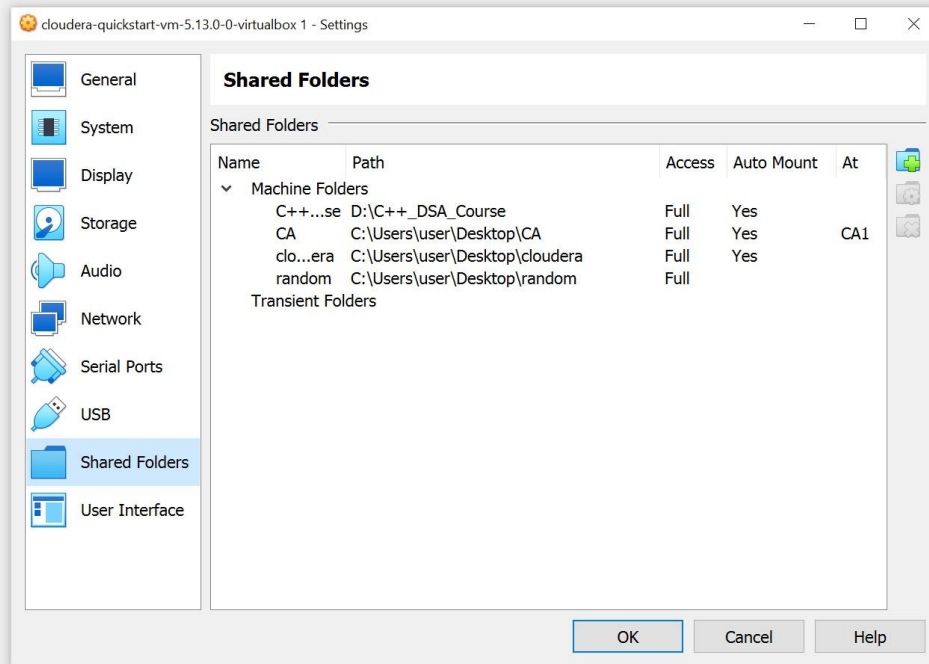 cloudera-quickstart-vm-5.13.0-0-virtualbox 1 - Settings
General
System
Display
Storage
Audio
Network
Serial Ports
USB
Shared Folders
User Interface
Shared Folders
Shared Folders
Name Path Access Auto Mount At
Machine Folders
C++...se D:\C++_DSA_Course Full Yes
CA C:\Users\user\Desktop\CA Full Yes CA1
clo...era C:\Users\user\Desktop\cloudera Full Yes
random C:\Users\user\Desktop\random Full
Transient Folders
OK Cancel Help